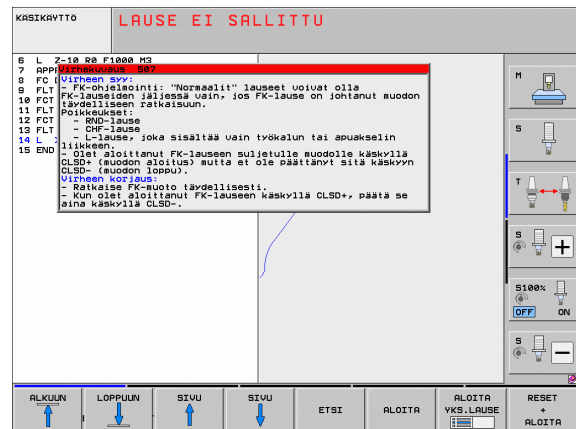 KÄSIKÄYTTÖ
LAUSE EI SALLITTU
6 L Z-10 R0 F1000 M3
7 APP
8 FC D
9 FLT
10 FCT
11 FLT
12 FCT
13 FLT
14 L
15 END
Virhekuvaus 507
Virheen syy:
- FK-ohjelmointi: "Normaalit" lauseet voivat olla
FK-lauseiden jäljessä vain, jos FK-lause on johtanut muodon
täydelliseen ratkaisuun.
Poikkeukset:
- RND-lause
- CHF-lause
- L-lause, joka sisältää vain työkalun tai apuakselin
liikkeen.
- Olet aloittanut FK-lauseen suljetulle muodolle käskyllä
CLSD+ (muodon aloitus) mutta et ole päättänyt sitä käskyyn
CLSD- (muodon loppu).
Virheen korjaus:
- Ratkaise FK-muoto täydellisesti.
- Kun olet aloittanut FK-lauseen käskyllä CLSD+, päätä se
aina käskyllä CLSD-.
M
S
T
S
+
S100%
OFF ON
S
-
ALKUUN
LOPPUUN
SIVU
SIVU
ETSI
ALOITA
ALOITA
YKS.LAUSE
RESET
+
ALOITA